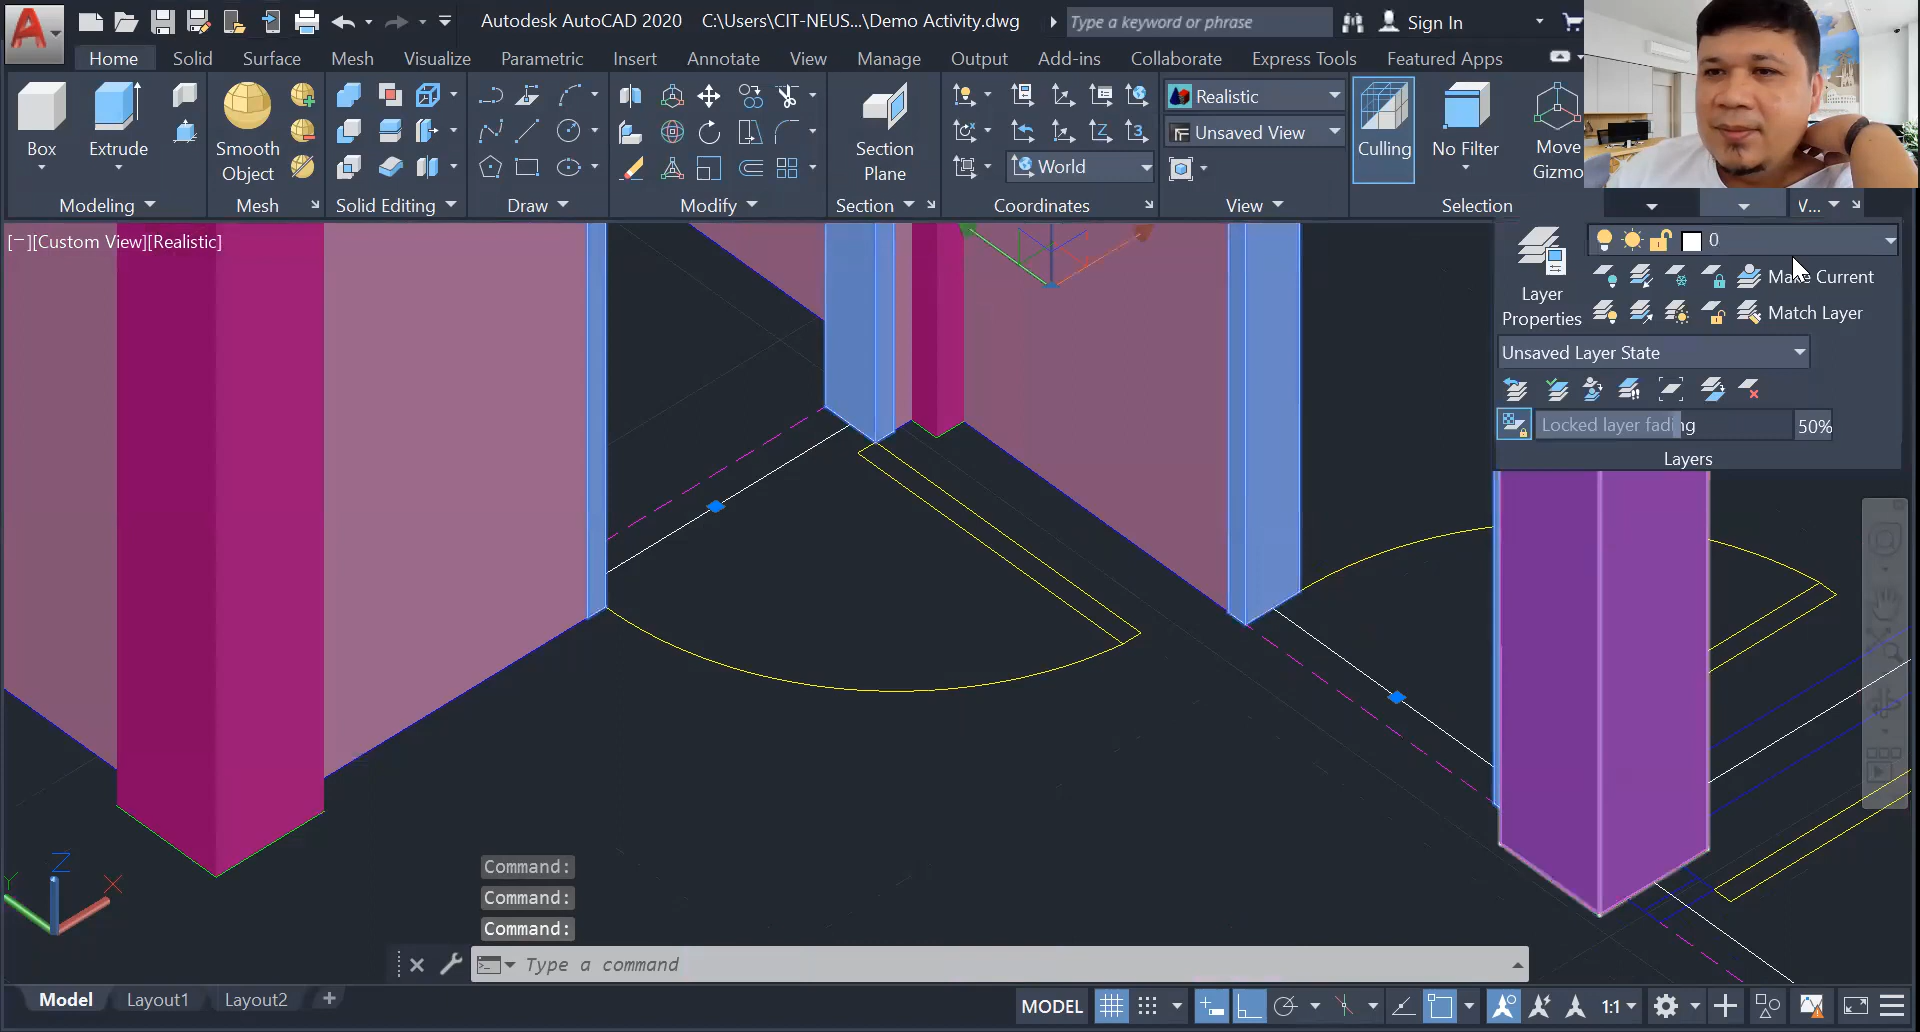 Autodesk AutoCAD 2020 C:\Users\CIT-NEUS...\Demo Activity.dwg
Type a keyword or phrase
Sign In
Home Solid Surface Mesh Visualize Parametric Insert Annotate View Manage Output Add-ins Collaborate Express Tools Featured Apps
Realistic
Unsaved View
World
Box
Extrude
Smooth
Object
Section
Plane
Culling
No Filter
Move
Gizmo
Modeling Mesh Solid Editing Draw Modify Section Coordinates View Selection V...
[−][Custom View][Realistic]
0
Make Current
Layer
Properties
Match Layer
Unsaved Layer State
Locked layer fading 50%
Layers
Z
X
Y
Command:
Command:
Command:
Type a command
Model Layout1 Layout2 +
MODEL
1:1